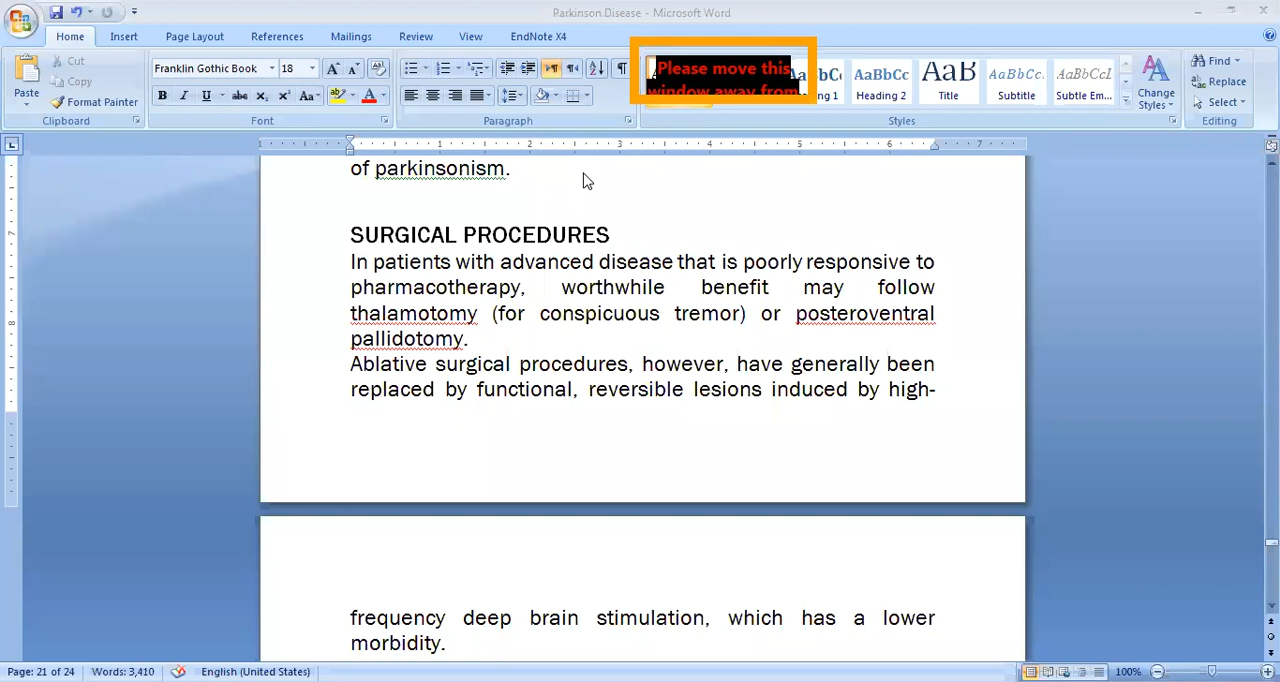 Parkinson.Disease - Microsoft Word
Home Insert Page Layout References Mailings Review View EndNote X4
Paste
Cut
Copy
Format Painter
Clipboard
Franklin Gothic Book 18
Font
Paragraph
Please move this
window away from
Heading 2
Title
Subtitle
Subtle Em...
Styles
Change
Styles
Find
Replace
Select
Editing
of parkinsonism.
SURGICAL PROCEDURES
In patients with advanced disease that is poorly responsive to
pharmacotherapy, worthwhile benefit may follow
thalamotomy (for conspicuous tremor) or posteroventral
pallidotomy.
Ablative surgical procedures, however, have generally been
replaced by functional, reversible lesions induced by high-
frequency deep brain stimulation, which has a lower
morbidity.
Page: 21 of 24 Words: 3,410 English (United States) 100%